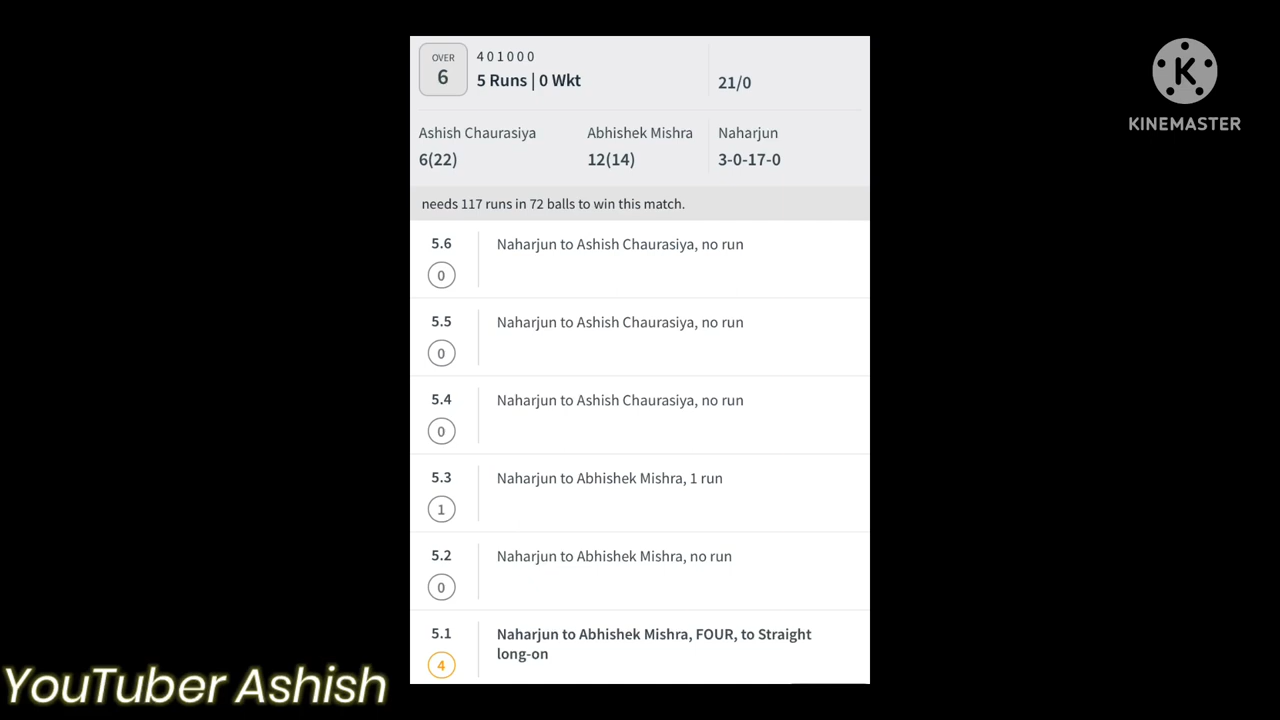 OVER
6
4 0 1 0 0 0
5 Runs | 0 Wkt
21/0
Ashish Chaurasiya
6(22)
Abhishek Mishra
12(14)
Naharjun
3-0-17-0
needs 117 runs in 72 balls to win this match.
5.6
0
Naharjun to Ashish Chaurasiya, no run
5.5
0
Naharjun to Ashish Chaurasiya, no run
5.4
0
Naharjun to Ashish Chaurasiya, no run
5.3
1
Naharjun to Abhishek Mishra, 1 run
5.2
0
Naharjun to Abhishek Mishra, no run
5.1
4
Naharjun to Abhishek Mishra, FOUR, to Straight
long-on
K
KINEMASTER
YouTuber Ashish